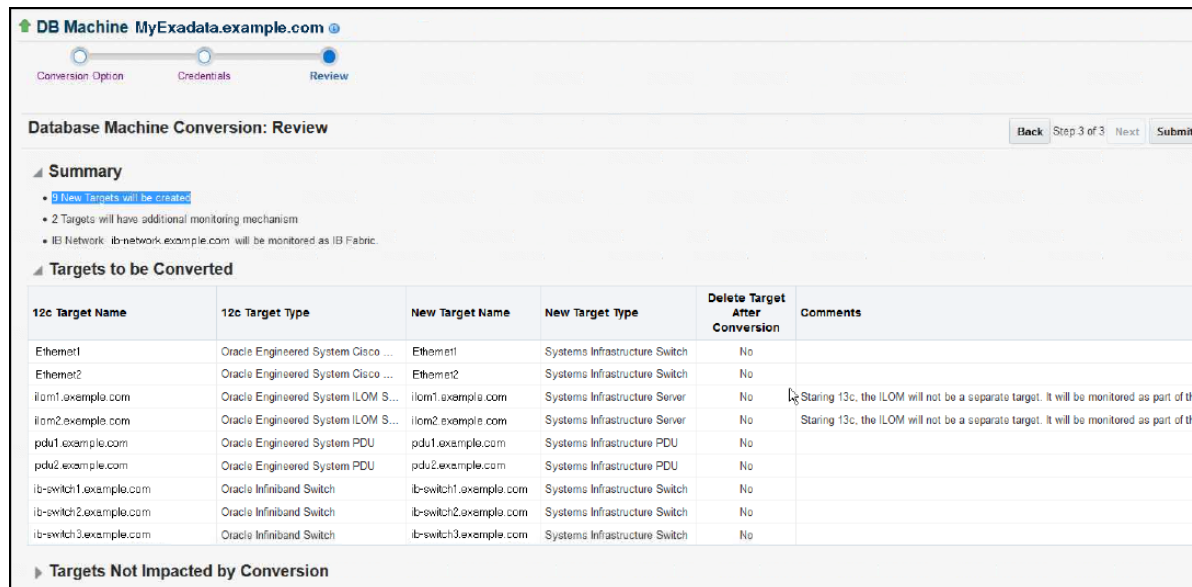 DB Machine MyExadata.example.com
Conversion Option Credentials Review
Database Machine Conversion: Review
Back Step 3 of 3 Next Submit
Summary
• 9 New Targets will be created
• 2 Targets will have additional monitoring mechanism
• IB Network ib-network.example.com will be monitored as IB Fabric.
Targets to be Converted
12c Target Name 12c Target Type New Target Name New Target Type Delete Target After Conversion Comments
Ethernet1 Oracle Engineered System Cisco ... Ethernet1 Systems Infrastructure Switch No
Ethernet2 Oracle Engineered System Cisco ... Ethernet2 Systems Infrastructure Switch No
ilom1.example.com Oracle Engineered System ILOM S... ilom1.example.com Systems Infrastructure Server No Staring 13c, the ILOM will not be a separate target. It will be monitored as part of th
ilom2.example.com Oracle Engineered System ILOM S... ilom2.example.com Systems Infrastructure Server No Staring 13c, the ILOM will not be a separate target. It will be monitored as part of th
pdu1.example.com Oracle Engineered System PDU pdu1.example.com Systems Infrastructure PDU No
pdu2.example.com Oracle Engineered System PDU pdu2.example.com Systems Infrastructure PDU No
ib-switch1.example.com Oracle Infiniband Switch ib-switch1.example.com Systems Infrastructure Switch No
ib-switch2.example.com Oracle Infiniband Switch ib-switch2.example.com Systems Infrastructure Switch No
ib-switch3.example.com Oracle Infiniband Switch ib-switch3.example.com Systems Infrastructure Switch No
Targets Not Impacted by Conversion